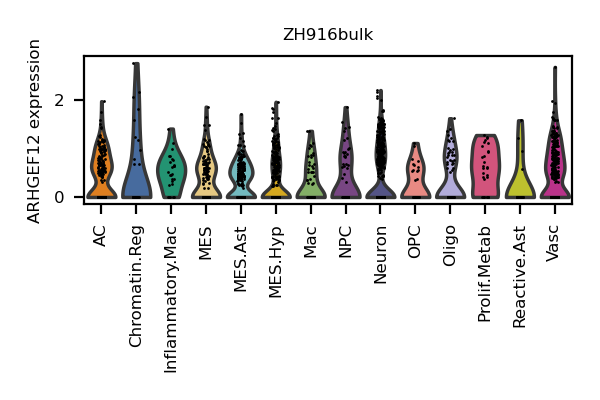 ZH916bulk
ARHGEF12 expression
2
0
AC
Chromatin.Reg
Inflammatory.Mac
MES
MES.Ast
MES.Hyp
Mac
NPC
Neuron
OPC
Oligo
Prolif.Metab
Reactive.Ast
Vasc